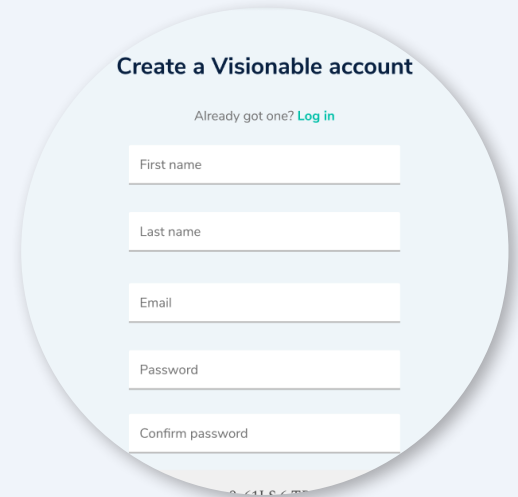 Create a Visionable account
Already got one? Log in
First name
Last name
Email
Password
Confirm password